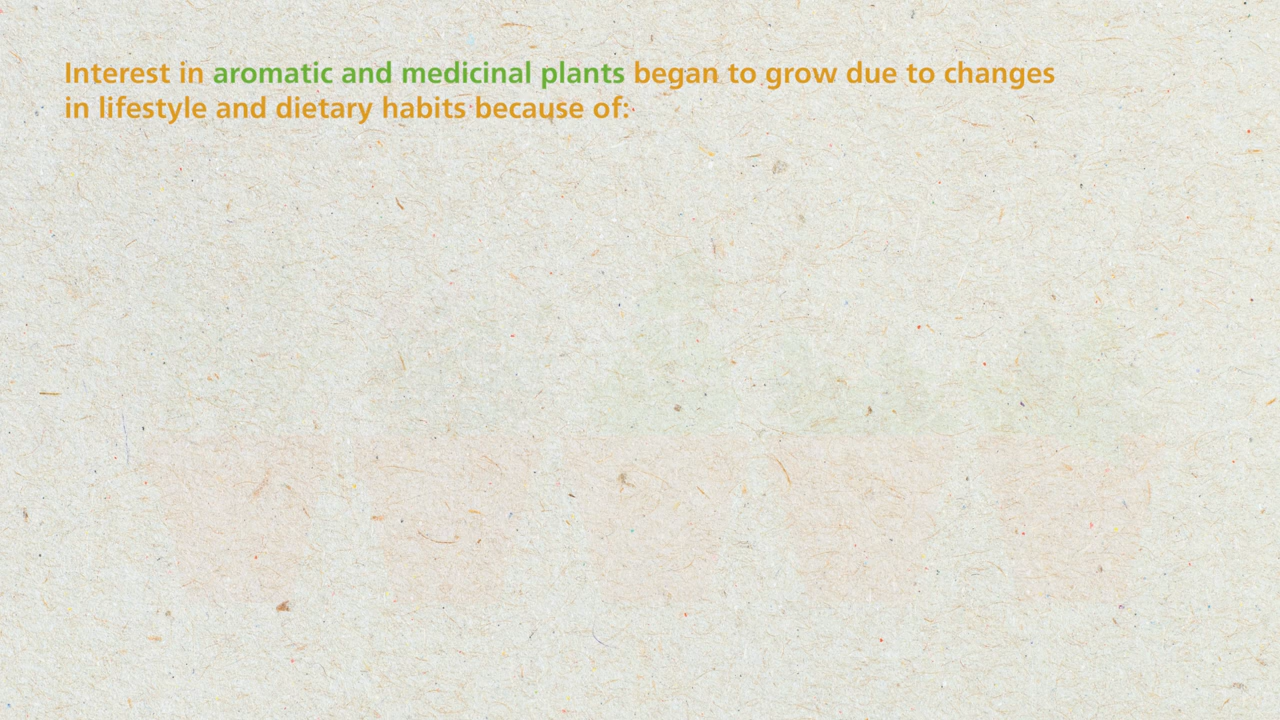 Interest in aromatic and medicinal plants began to grow due to changes
in lifestyle and dietary habits because of: